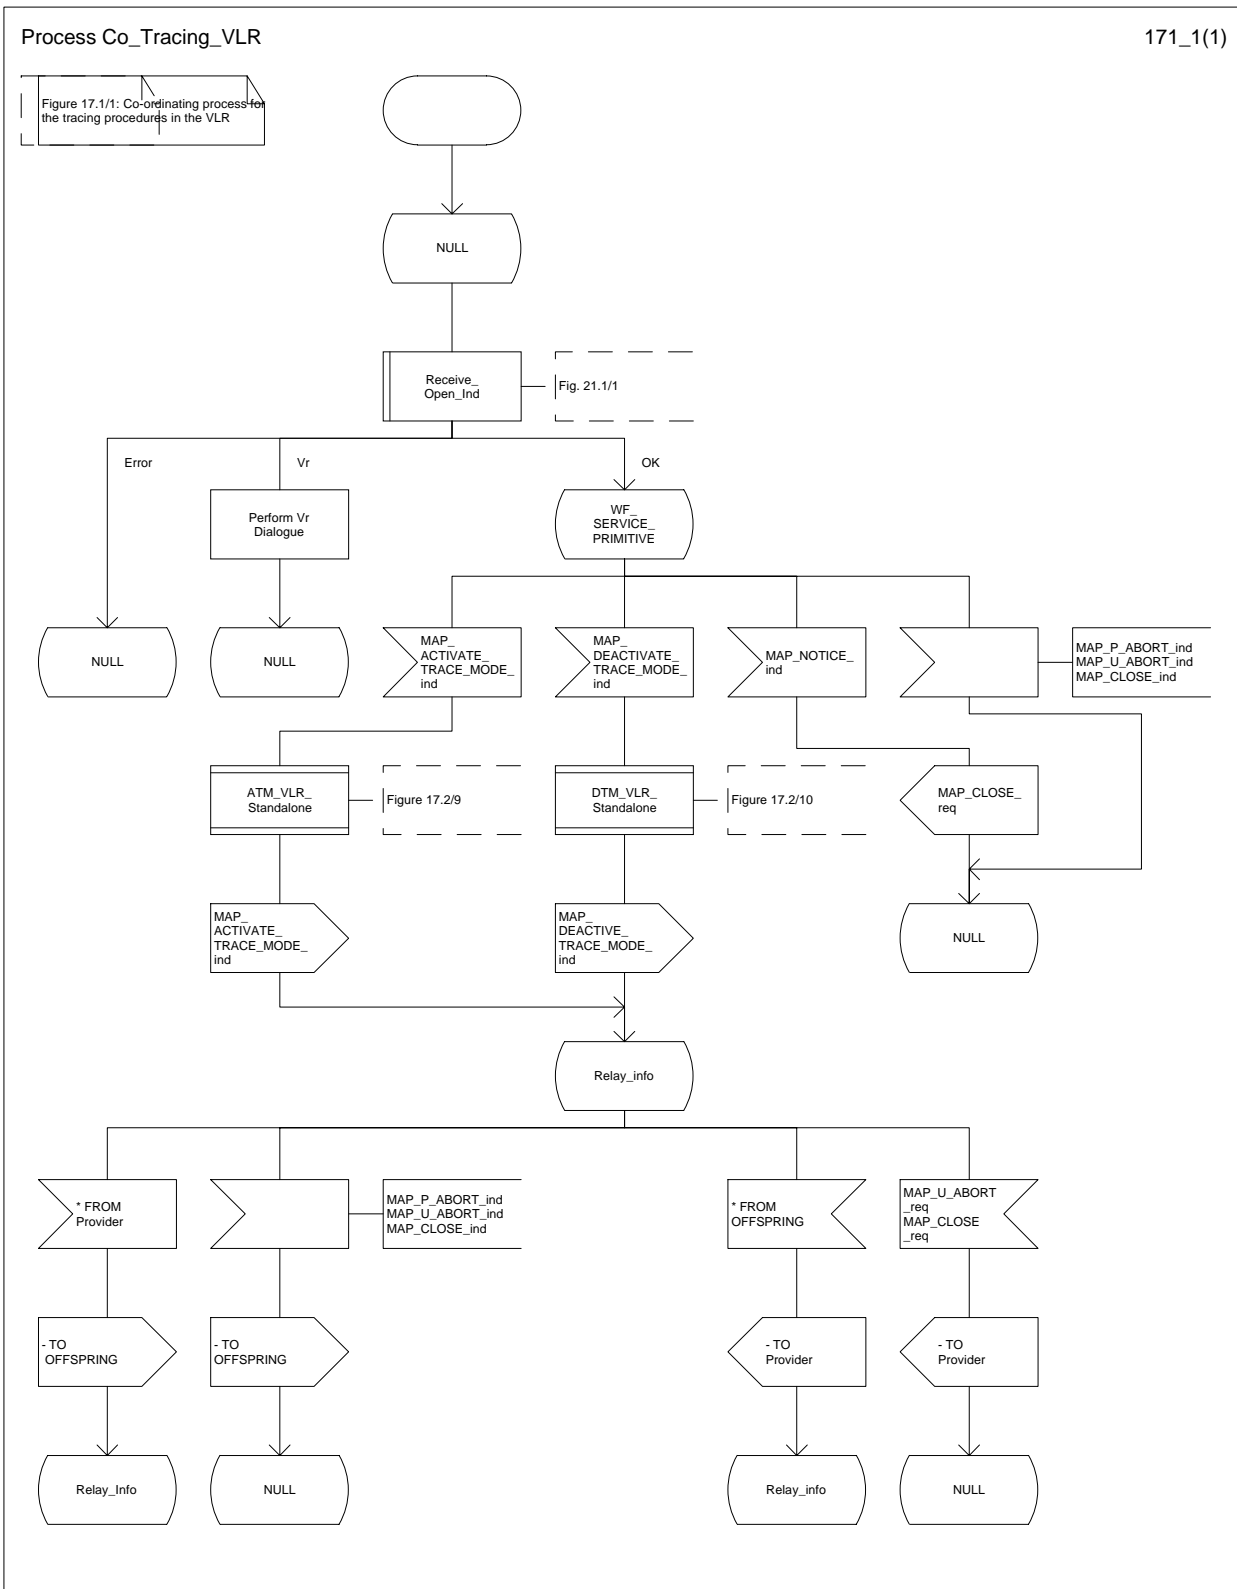 Process Co_Tracing_VLR
171_1(1)
Figure 17.1/1: Co-ordinating process for
the tracing procedures in the VLR
NULL
Receive_
Open_Ind
Fig. 21.1/1
Error
Vr
OK
Perform Vr
Dialogue
WF_
SERVICE_
PRIMITIVE
NULL
NULL
MAP_
ACTIVATE_
TRACE_MODE_
ind
MAP_
DEACTIVATE_
TRACE_MODE_
ind
MAP_NOTICE_
ind
MAP_P_ABORT_ind
MAP_U_ABORT_ind
MAP_CLOSE_ind
ATM_VLR_
Standalone
Figure 17.2/9
DTM_VLR_
Standalone
Figure 17.2/10
MAP_CLOSE_
req
MAP_
ACTIVATE_
TRACE_MODE_
ind
MAP_
DEACTIVE_
TRACE_MODE_
ind
NULL
Relay_info
* FROM
Provider
MAP_P_ABORT_ind
MAP_U_ABORT_ind
MAP_CLOSE_ind
* FROM
OFFSPRING
MAP_U_ABORT
_req
MAP_CLOSE
_req
- TO
OFFSPRING
- TO
OFFSPRING
- TO
Provider
- TO
Provider
Relay_Info
NULL
Relay_info
NULL